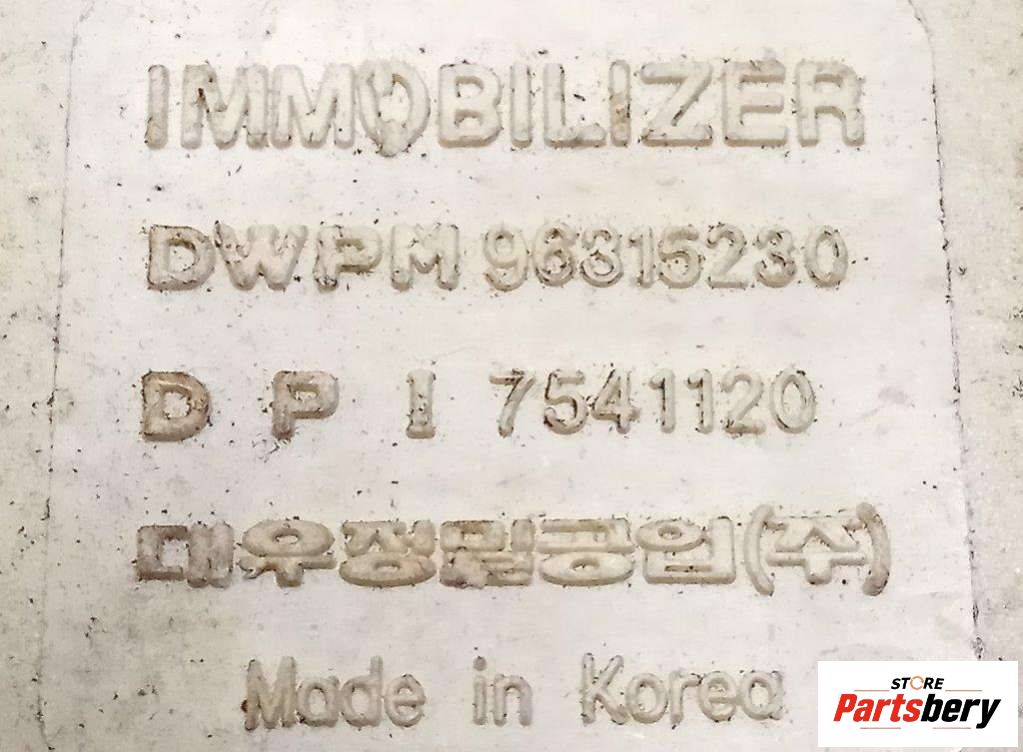 IMMOBILIZER
DWPM 96315230
D P I 7541120
대우정밀공업(주)
Made in Korea
STORE
Partsbery